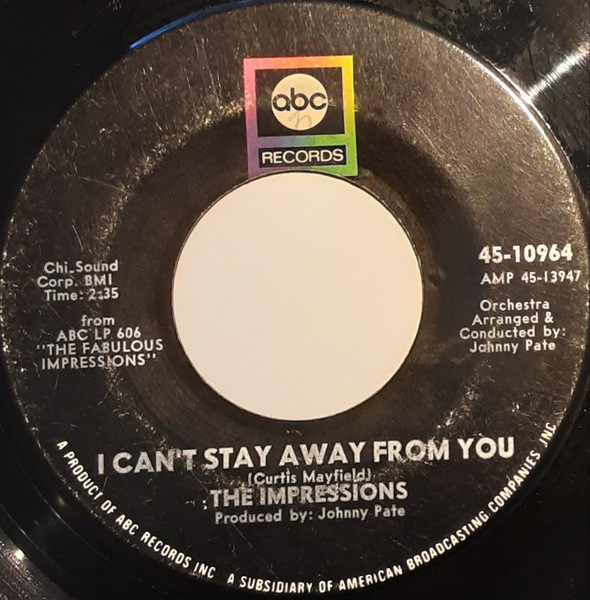 abc
RECORDS
Chi-Sound
Corp. BMI
Time: 2:35
from
ABC LP 606
"THE FABULOUS
IMPRESSIONS"
45-10964
AMP 45-13947
Orchestra
Arranged &
Conducted by:
Johnny Pate
I CAN'T STAY AWAY FROM YOU
(Curtis Mayfield)
THE IMPRESSIONS
Produced by: Johnny Pate
A PRODUCT OF ABC RECORDS INC A SUBSIDIARY OF AMERICAN BROADCASTING COMPANIES INC